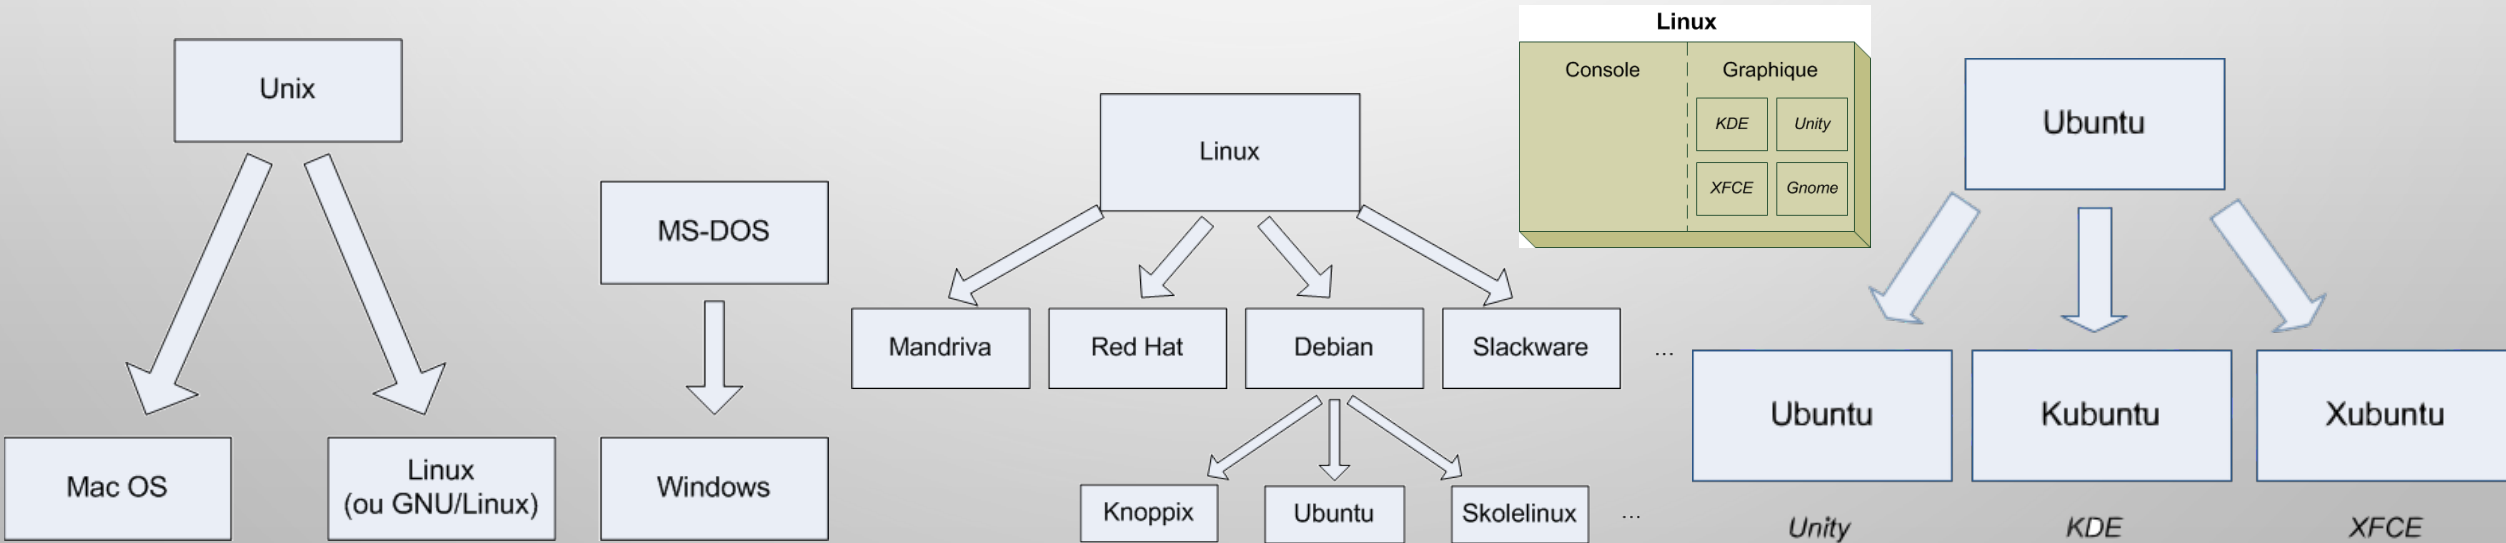 Unix
Mac OS
Linux
(ou GNU/Linux)
MS-DOS
Windows
Linux
Mandriva
Red Hat
Debian
Slackware
...
Knoppix
Ubuntu
Skolelinux
...
Linux
Console
Graphique
KDE
Unity
XFCE
Gnome
Ubuntu
Ubuntu
Kubuntu
Xubuntu
Unity
KDE
XFCE